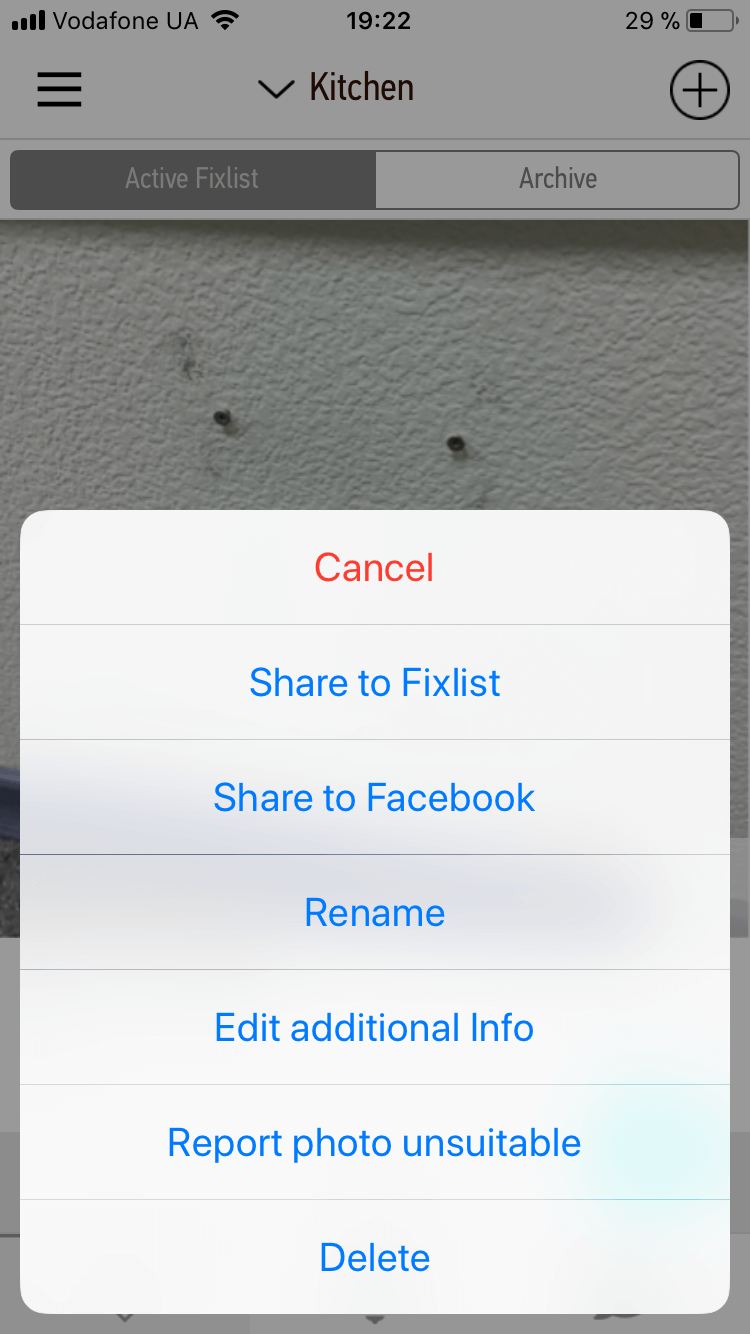 Vodafone UA 19:22 29 %
Kitchen
Active Fixlist Archive
Cancel
Share to Fixlist
Share to Facebook
Rename
Edit additional Info
Report photo unsuitable
Delete